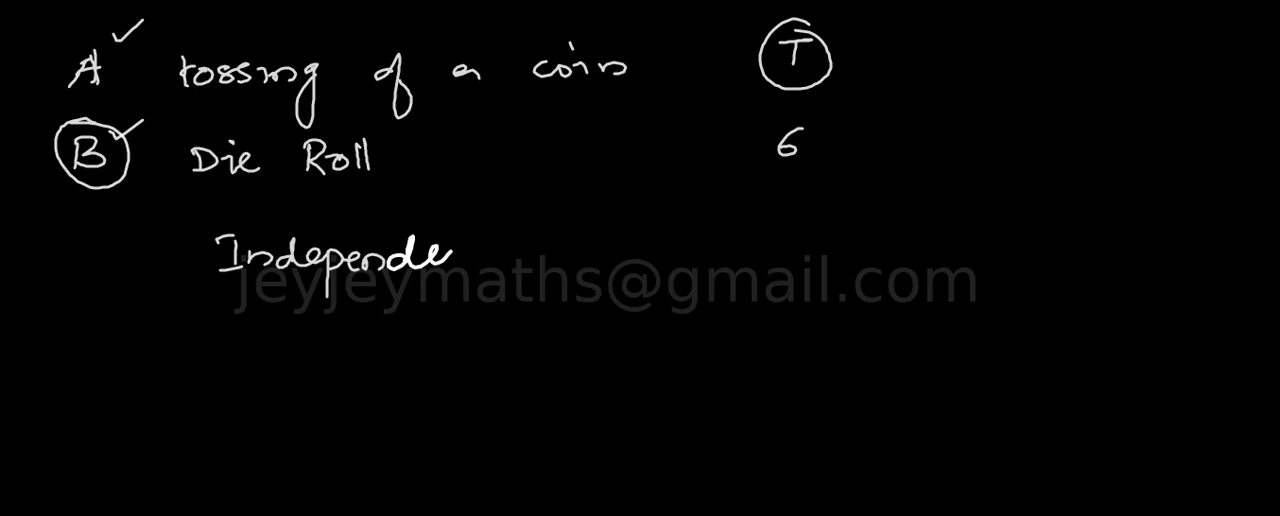 A ✓ tossing of a coin T
B ✓ Die Roll 6
Independe
jeyjeymaths@gmail.com